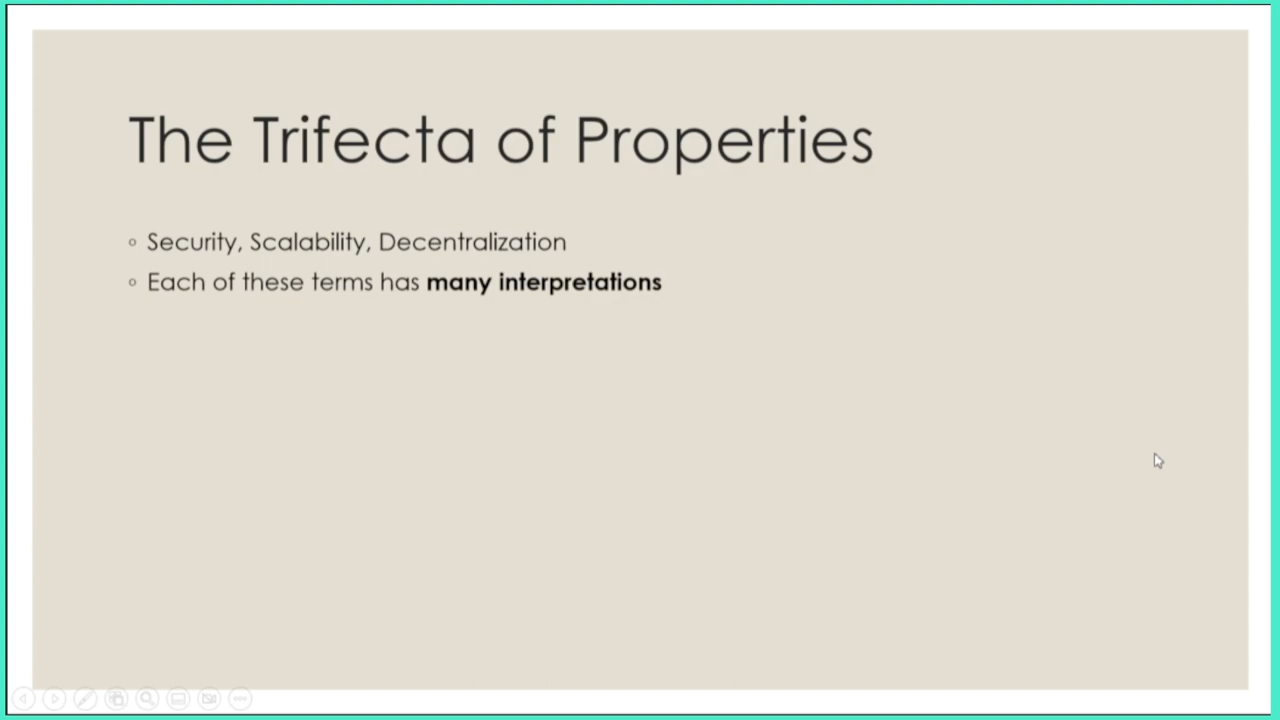 The Trifecta of Properties
Security, Scalability, Decentralization
Each of these terms has many interpretations